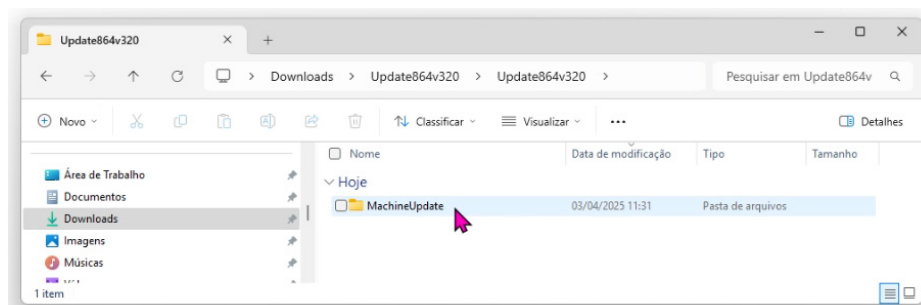 Update864v320
Downloads > Update864v320 > Update864v320 >
Pesquisar em Update864v
Novo
Classificar
Visualizar
Detalhes
Nome
Data de modificação
Tipo
Tamanho
Hoje
MachineUpdate
03/04/2025 11:31
Pasta de arquivos
Área de Trabalho
Documentos
Downloads
Imagens
Músicas
1 item